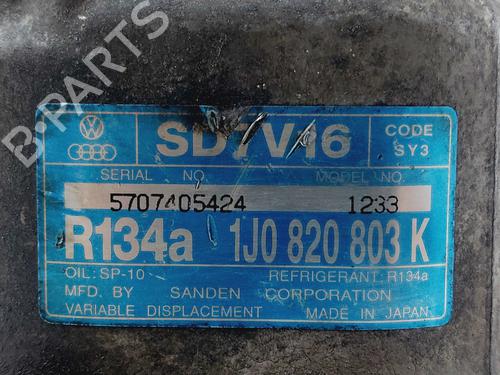 B-PARTS
SD7V16
CODE
SY3
SERIAL NO.
MODEL NO.
5707405424 1233
R134a 1J0 820 803 K
OIL: SP-10 REFRIGERANT: R134a
MFD. BY SANDEN CORPORATION
VARIABLE DISPLACEMENT MADE IN JAPAN